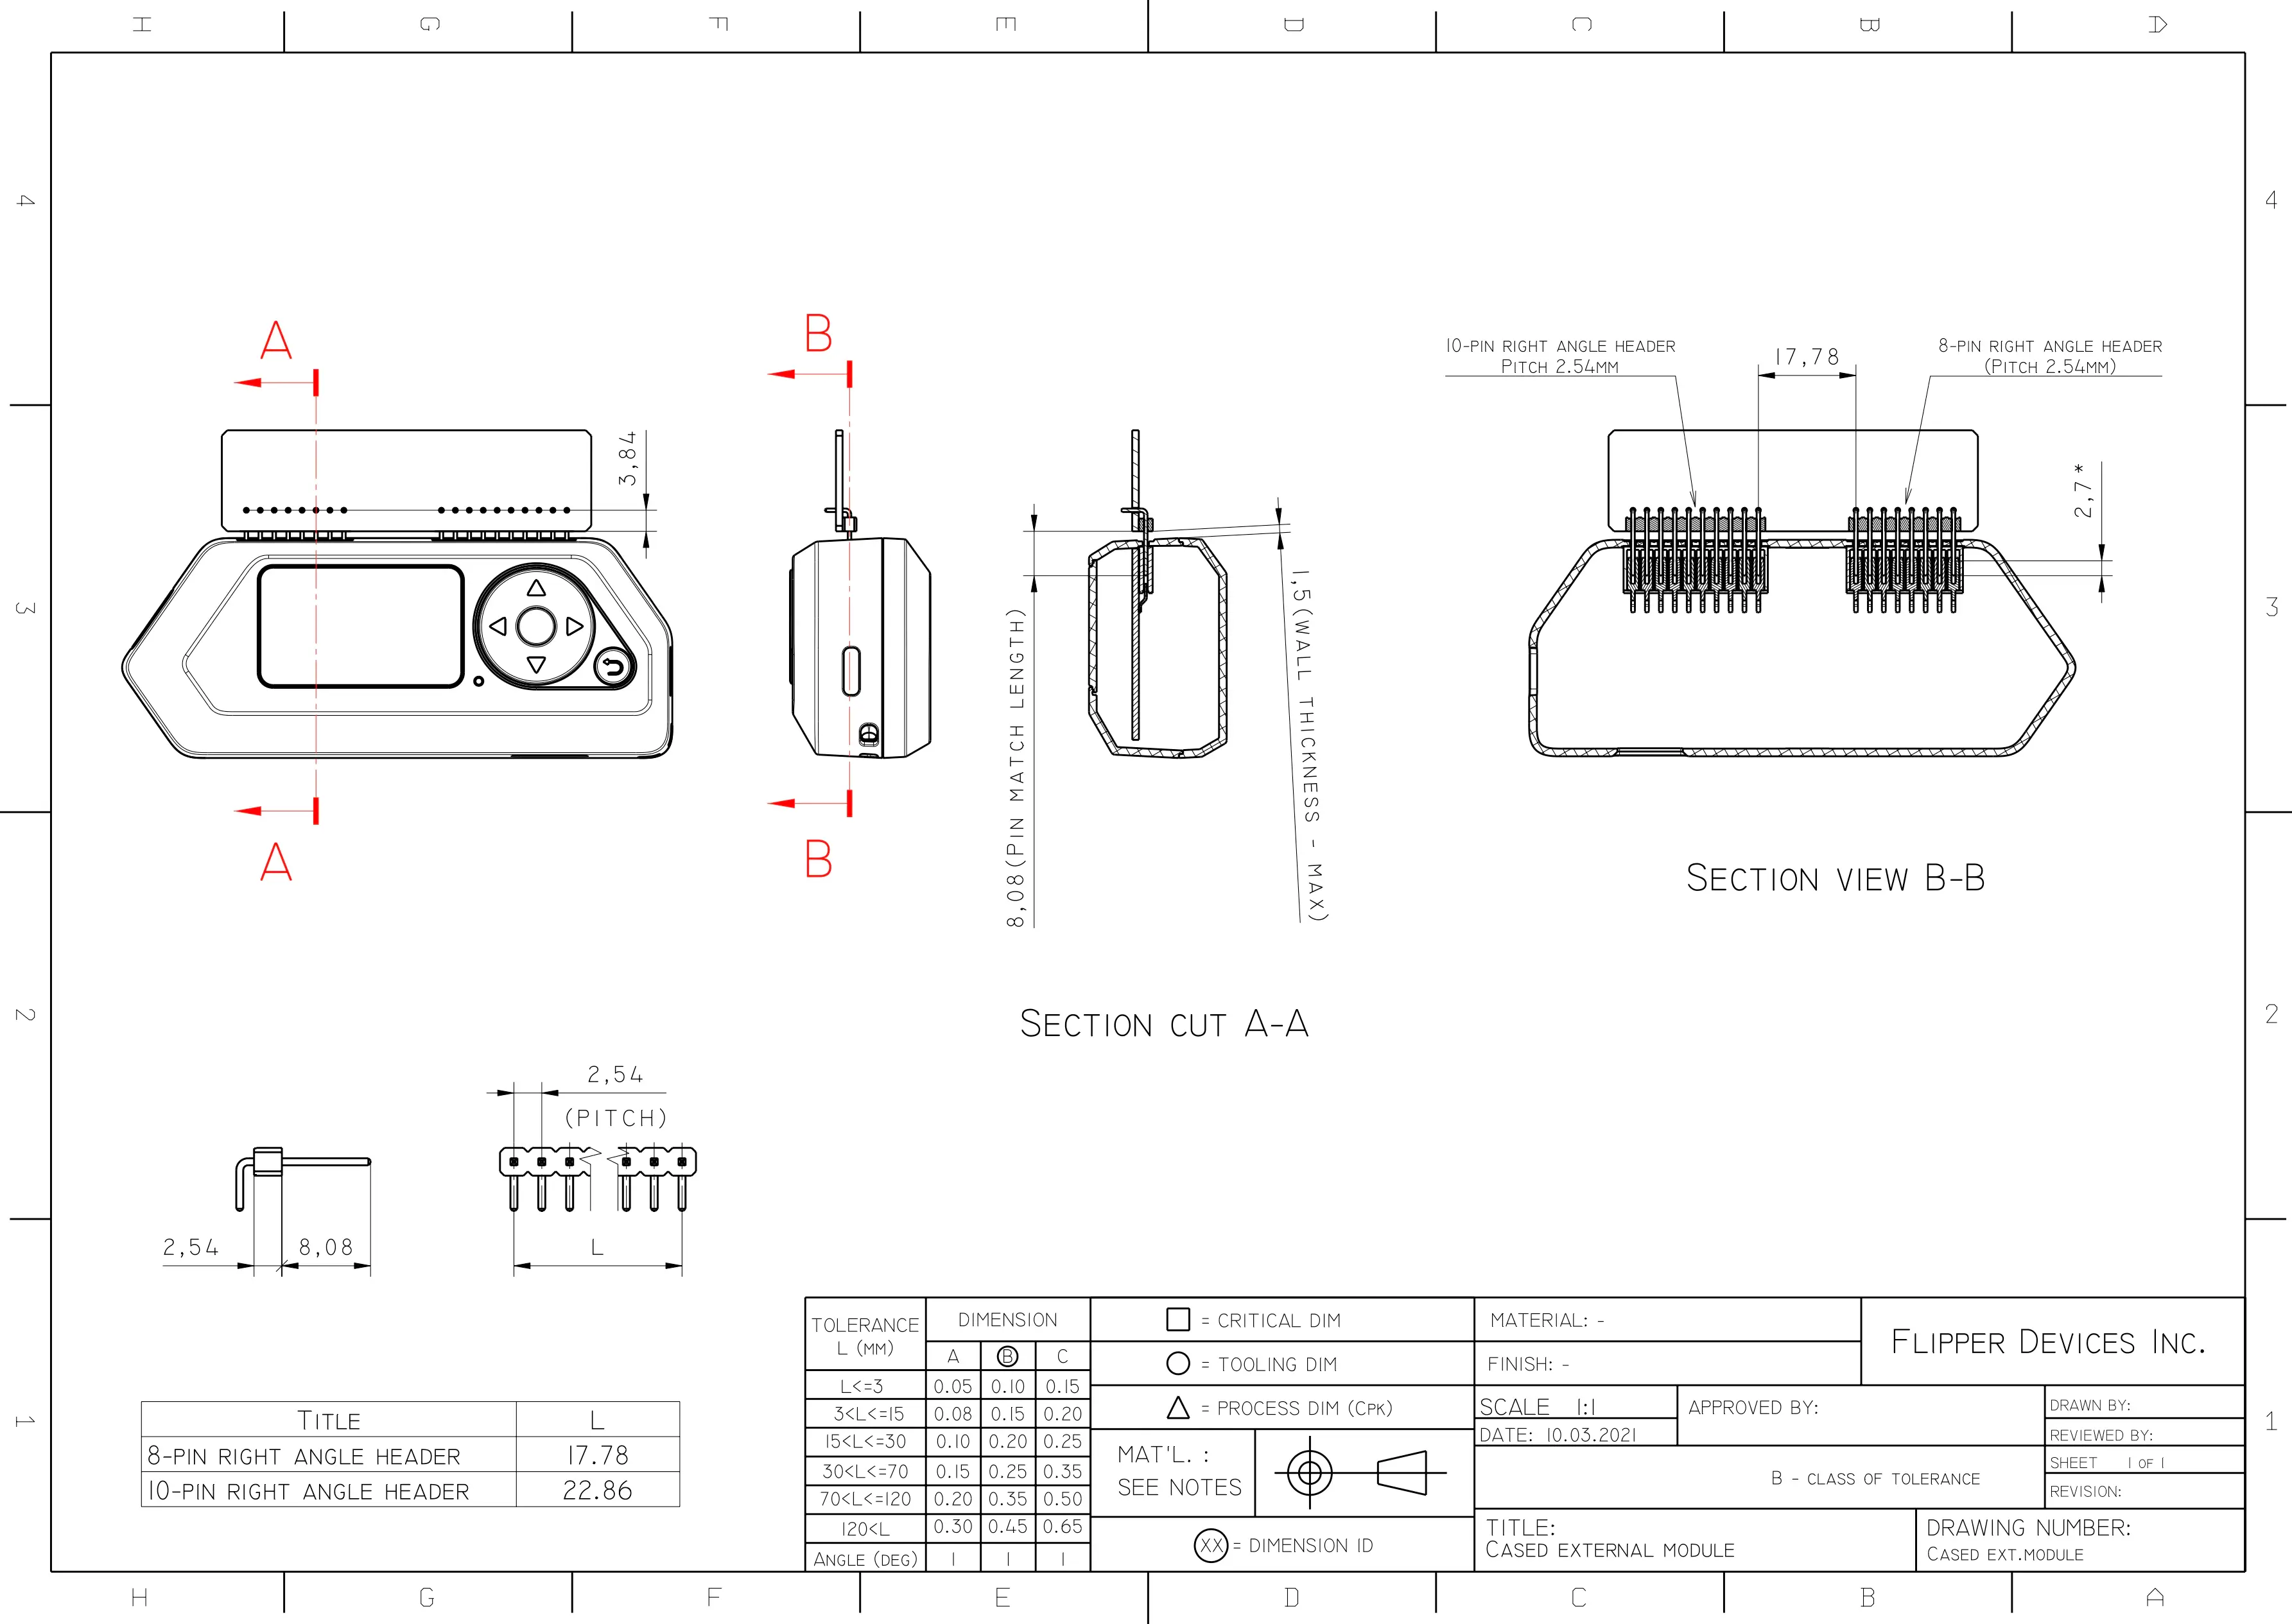 H G F E D C B A
4 4
3 3
2 2
1 1
A
A
B
B
3,84
8,08(PIN MATCH LENGTH)
1,5(WALL THICKNESS - MAX)
SECTION CUT A-A
10-PIN RIGHT ANGLE HEADER
PITCH 2.54MM
17,78
8-PIN RIGHT ANGLE HEADER
(PITCH 2.54MM)
2,7*
SECTION VIEW B-B
2,54
(PITCH)
2,54
8,08
L
TITLE L
8-PIN RIGHT ANGLE HEADER 17.78
10-PIN RIGHT ANGLE HEADER 22.86
TOLERANCE
L (MM)
DIMENSION
A B C
L<=3 0.05 0.10 0.15
3<L<=15 0.08 0.15 0.20
15<L<=30 0.10 0.20 0.25
30<L<=70 0.15 0.25 0.35
70<L<=120 0.20 0.35 0.50
120<L 0.30 0.45 0.65
ANGLE (DEG) 1 1 1
= CRITICAL DIM
= TOOLING DIM
= PROCESS DIM (CPK)
MAT'L. :
SEE NOTES
XX = DIMENSION ID
MATERIAL: -
FINISH: -
FLIPPER DEVICES INC.
SCALE 1:1
DATE: 10.03.2021
APPROVED BY:
DRAWN BY:
REVIEWED BY:
SHEET 1 OF 1
REVISION:
B - CLASS OF TOLERANCE
TITLE:
CASED EXTERNAL MODULE
DRAWING NUMBER:
CASED EXT.MODULE
H G F E D C B A